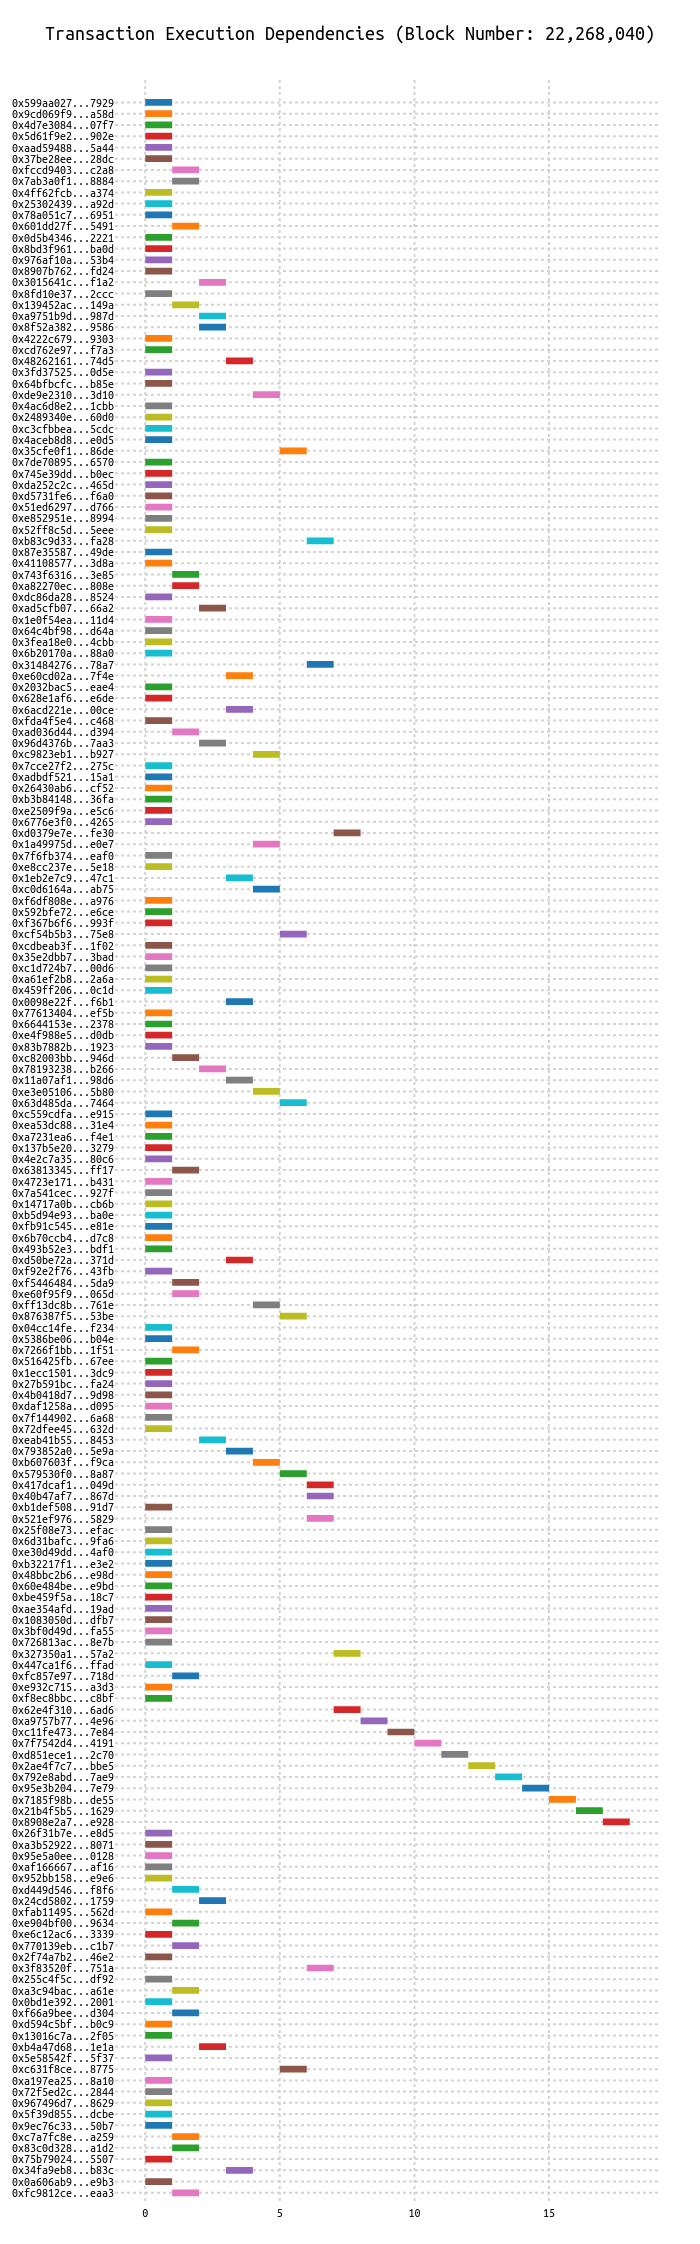 Transaction Execution Dependencies (Block Number: 22,268,040)
0x599aa027...7929
0x9cd069f9...a58d
0x4d7e3084...07f7
0x5d61f9e2...902e
0xaad59488...5a44
0x37be28ee...28dc
0xfccd9403...c2a8
0x7ab3a0f1...8884
0x4ff62fcb...a374
0x25302439...a92d
0x78a051c7...6951
0x601dd27f...5491
0x0d5b4346...2221
0x8bd3f961...ba0d
0x976af10a...53b4
0x8907b762...fd24
0x3015641c...f1a2
0x8fd10e37...2ccc
0x139452ac...149a
0xa9751b9d...987d
0x8f52a382...9586
0x4222c679...9303
0xcd762e97...f7a3
0x48262161...74d5
0x3fd37525...0d5e
0x64bfbcfc...b85e
0xde9e2310...3d10
0x4ac6d8e2...1cbb
0x2489340e...60d0
0xc3cfbbea...5cdc
0x4aceb8d8...e0d5
0x35cfe0f1...86de
0x7de70895...6570
0x745e39dd...b0ec
0xda252c2c...465d
0xd5731fe6...f6a0
0x51ed6297...d766
0xe852951e...8994
0x52ff8c5d...5eee
0xb83c9d33...fa28
0x87e35587...49de
0x41108577...3d8a
0x743f6316...3e85
0xa82270ec...808e
0xdc86da28...8524
0xad5cfb07...66a2
0x1e0f54ea...11d4
0x64c4bf98...d64a
0x3fea18e0...4cbb
0x6b20170a...88a0
0x31484276...78a7
0xe60cd02a...7f4e
0x2032bac5...eae4
0x628e1af6...e6de
0x6acd221e...00ce
0xfda4f5e4...c468
0xad036d44...d394
0x96d4376b...7aa3
0xc9823eb1...b927
0x7cce27f2...275c
0xadbdf521...15a1
0x26430ab6...cf52
0xb3b84148...36fa
0xe2509f9a...e5c6
0x6776e3f0...4265
0xd0379e7e...fe30
0x1a49975d...e0e7
0x7f6fb374...eaf0
0xe8cc237e...5e18
0x1eb2e7c9...47c1
0xc0d6164a...ab75
0xf6df808e...a976
0x592bfe72...e6ce
0xf367b6f6...993f
0xcf54b5b3...75e8
0xcdbeab3f...1f02
0x35e2dbb7...3bad
0xc1d724b7...00d6
0xa61ef2b8...2a6a
0x459ff206...0c1d
0x0098e22f...f6b1
0x77613404...ef5b
0x6644153e...2378
0xe4f988e5...d0db
0x83b7882b...1923
0xc82003bb...946d
0x78193238...b266
0x11a07af1...98d6
0xe3e05106...5b80
0x63d485da...7464
0xc559cdfa...e915
0xea53dc88...31e4
0xa7231ea6...f4e1
0x137b5e20...3279
0x4e2c7a35...80c6
0x63813345...ff17
0x4723e171...b431
0x7a541cec...927f
0x14717a0b...cb6b
0xb5d94e93...ba0e
0xfb91c545...e81e
0x6b70ccb4...d7c8
0x493b52e3...bdf1
0xd50be72a...371d
0xf92e2f76...43fb
0xf5446484...5da9
0xe60f95f9...065d
0xff13dc8b...761e
0x876387f5...53be
0x04cc14fe...f234
0x5386be06...b04e
0x7266f1bb...1f51
0x516425fb...67ee
0x1ecc1501...3dc9
0x27b591bc...fa24
0x4b0418d7...9d98
0xdaf1258a...d095
0x7f144902...6a68
0x72dfee45...632d
0xeab41b55...8453
0x793852a0...5e9a
0xb607603f...f9ca
0x579530f0...8a87
0x417dcaf1...049d
0x40b47af7...867d
0xb1def508...91d7
0x521ef976...5829
0x25f08e73...efac
0x6d31bafc...9fa6
0xe30d49dd...4af0
0xb32217f1...e3e2
0x48bbc2b6...e98d
0x60e484be...e9bd
0xbe459f5a...18c7
0xae354afd...19ad
0x1083050d...dfb7
0x3bf0d49d...fa55
0x726813ac...8e7b
0x327350a1...57a2
0x447ca1f6...ffad
0xfc857e97...718d
0xe932c715...a3d3
0xf8ec8bbc...c8bf
0x62e4f310...6ad6
0xa9757b77...4e96
0xc11fe473...7e84
0x7f7542d4...4191
0xd851ece1...2c70
0x2ae4f7c7...bbe5
0x792e8abd...7ae9
0x95e3b204...7e79
0x7185f98b...de55
0x21b4f5b5...1629
0x8908e2a7...e928
0x26f31b7e...e8d5
0xa3b52922...8071
0x95e5a0ee...0128
0xaf166667...af16
0x952bb158...e9e6
0xd449d546...f8f6
0x24cd5802...1759
0xfab11495...562d
0xe904bf00...9634
0xe6c12ac6...3339
0x770139eb...c1b7
0x2f74a7b2...46e2
0x3f83520f...751a
0x255c4f5c...df92
0xa3c94bac...a61e
0x0bd1e392...2001
0xf66a9bee...d304
0xd594c5bf...b0c9
0x13016c7a...2f05
0xb4a47d68...1e1a
0x5e58542f...5f37
0xc631f8ce...8775
0xa197ea25...8a10
0x72f5ed2c...2844
0x967496d7...8629
0x5f39d855...dcbe
0x9ec76c33...50b7
0xc7a7fc8e...a259
0x83c0d328...a1d2
0x75b79024...5507
0x34fa9eb8...b83c
0x0a606ab9...e9b3
0xfc9812ce...eaa3
0 5 10 15